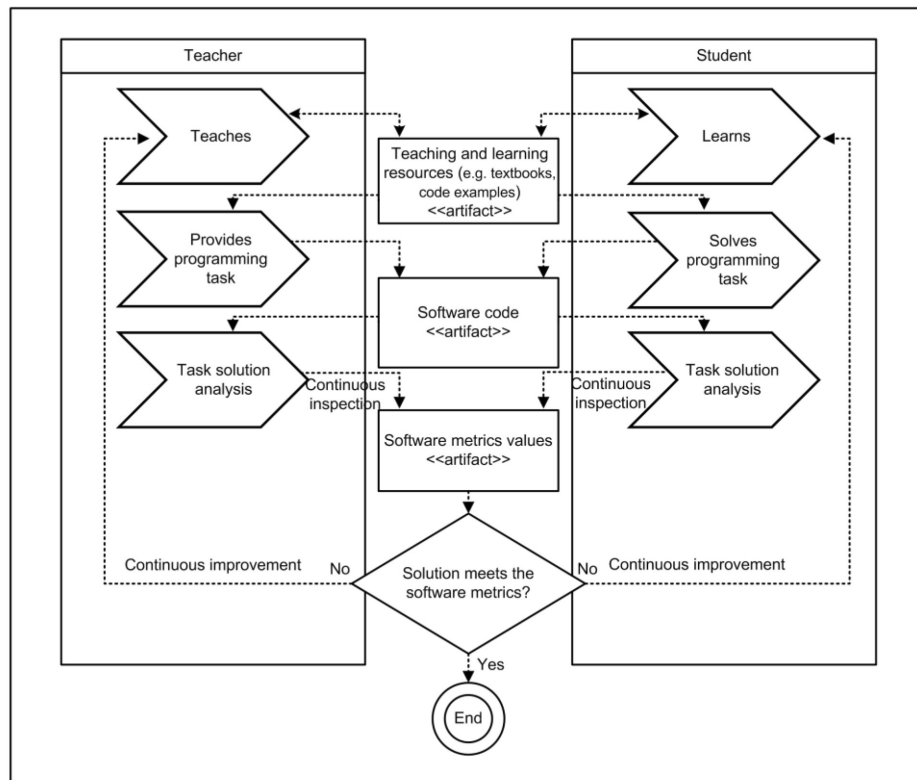 Teacher
Student
Teaches
Learns
Teaching and learning
resources (e.g. textbooks,
code examples)
<<artifact>>
Provides
programming
task
Solves
programming
task
Software code
<<artifact>>
Task solution
analysis
Task solution
analysis
Continuous
inspection
Continuous
inspection
Software metrics values
<<artifact>>
Continuous improvement
No
Solution meets the
software metrics?
No
Continuous improvement
Yes
End